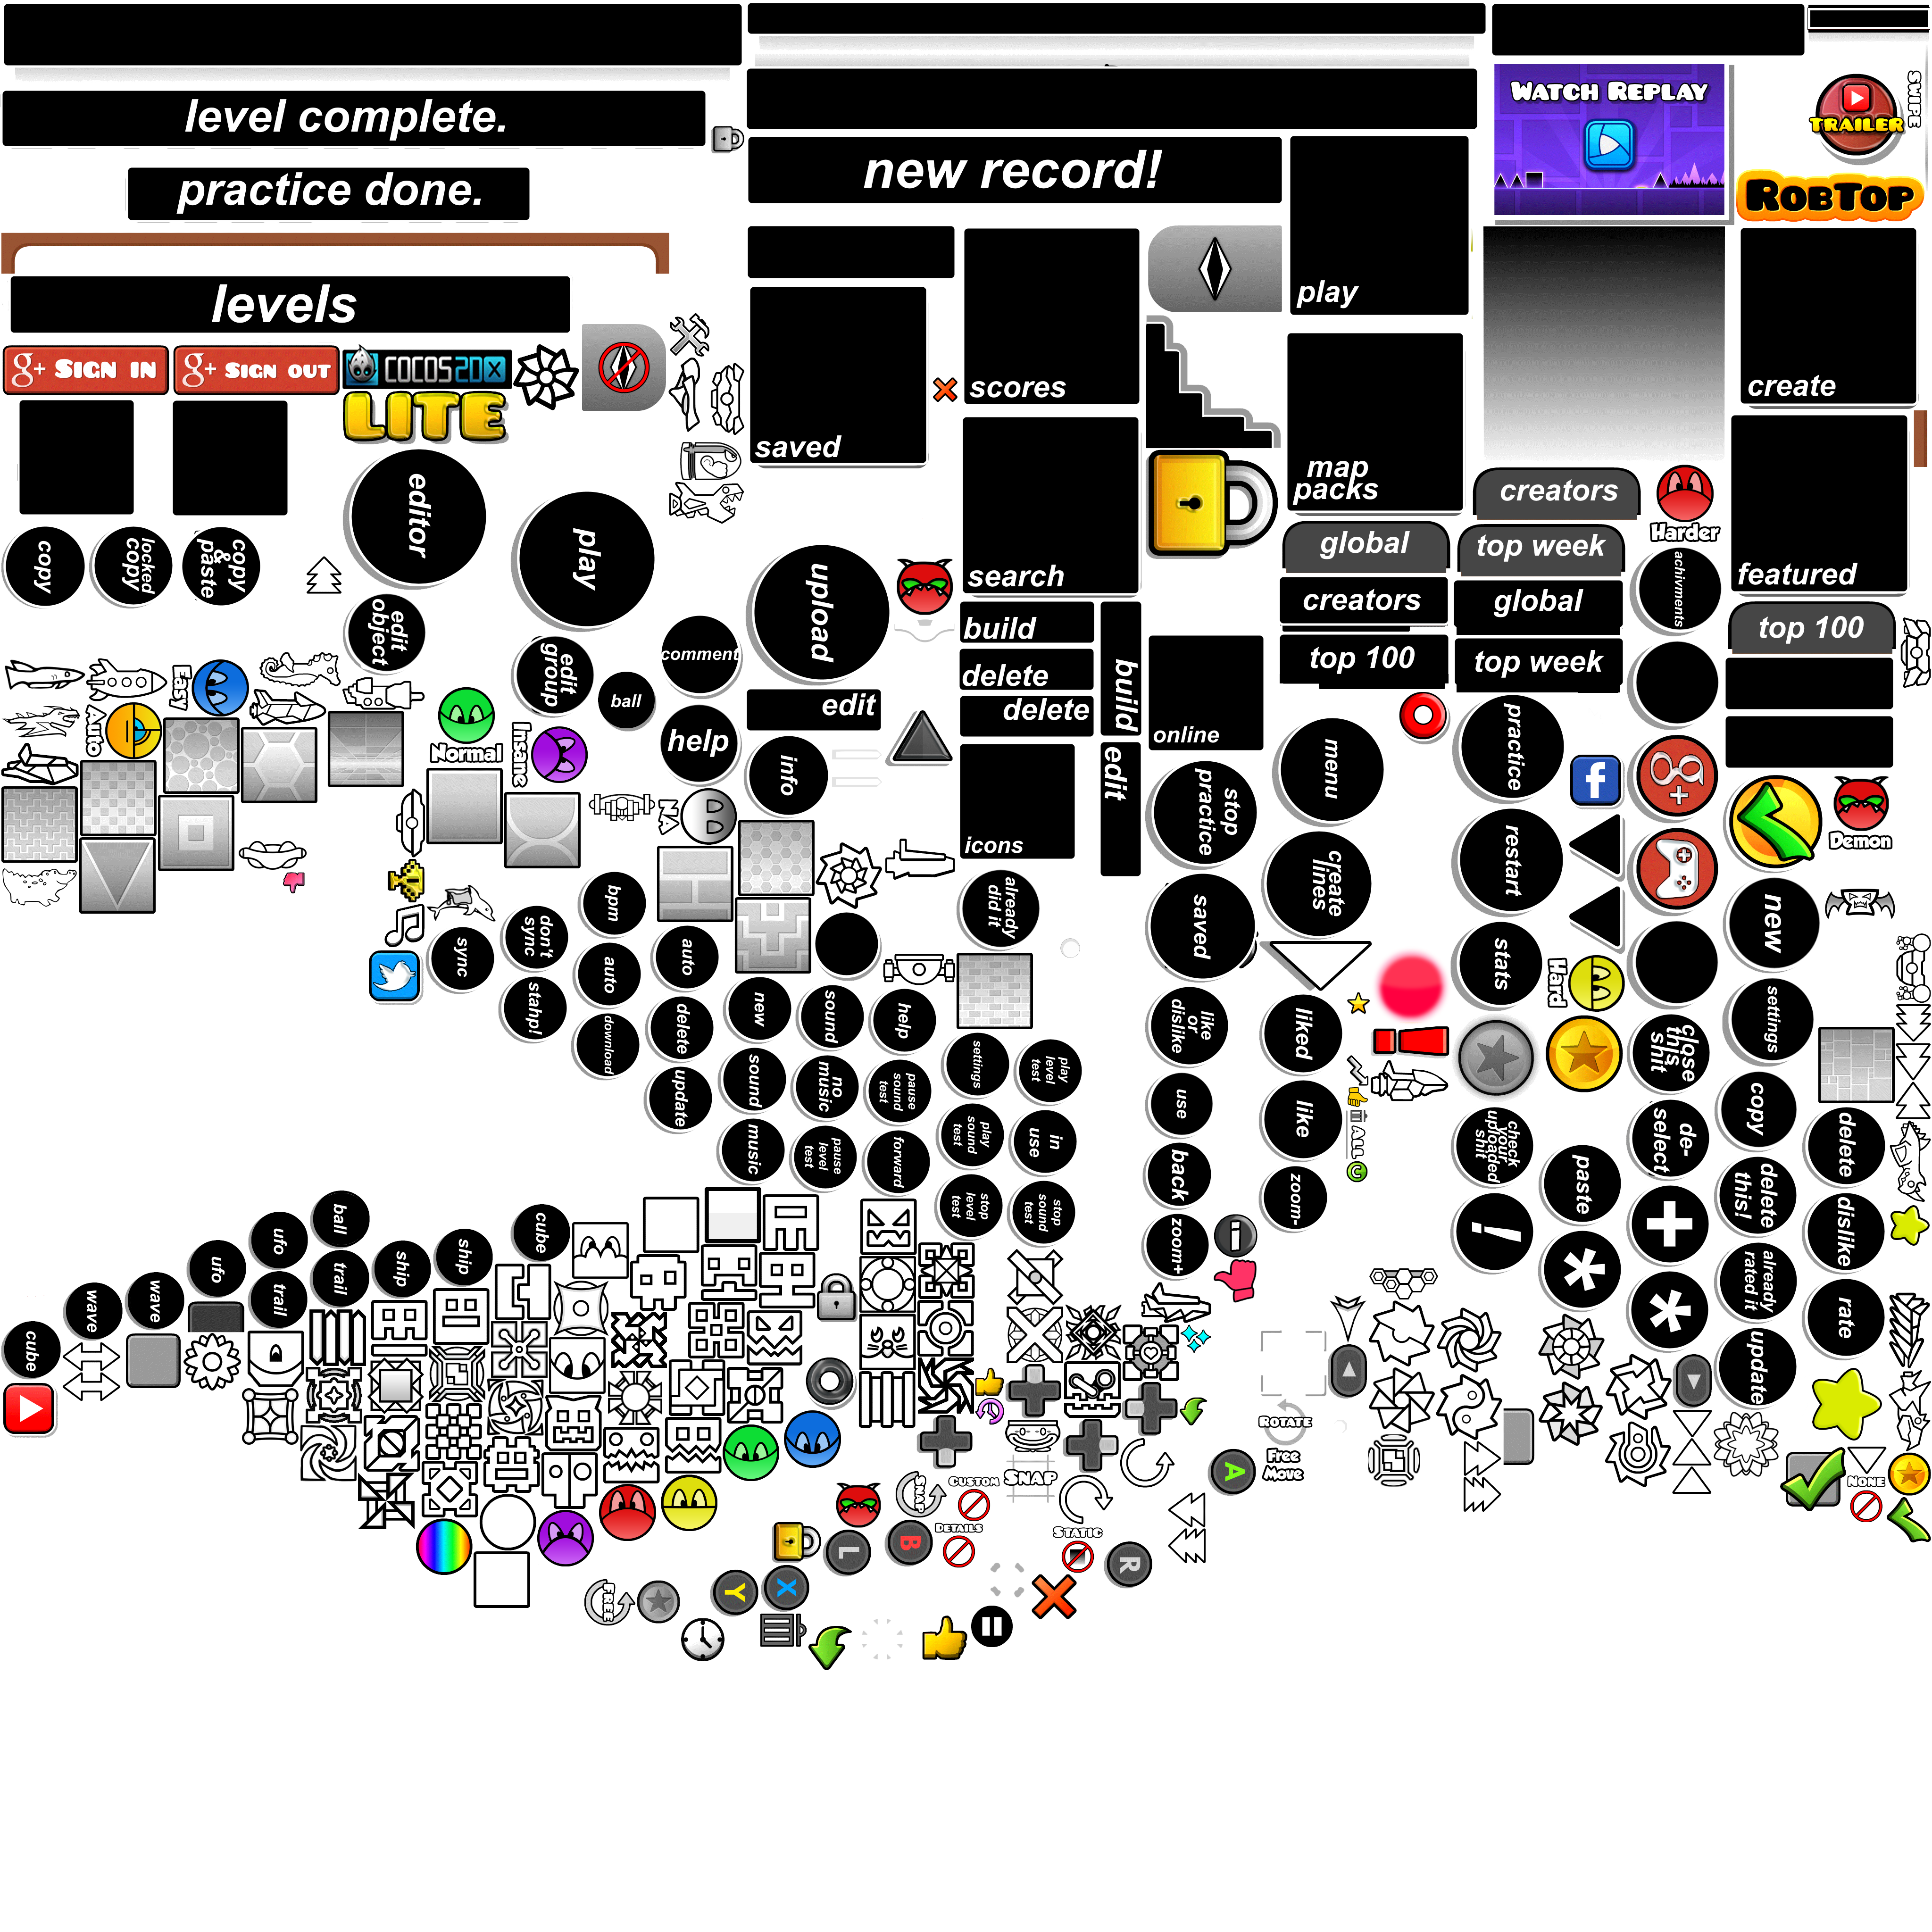 level complete.
practice done.
levels
new record!
WATCH REPLAY
TRAILER
SWIPE
ROBTOP
play
create
saved
scores
map
packs
featured
search
g+ SIGN IN
g+ SIGN OUT
COCOS2DX
LITE
editor
play
upload
copy
locked
copy
copy
&
paste
edit
object
edit
group
ball
comment
help
info
edit
build
delete
delete
build
edit
icons
online
creators
global
top week
creators
global
top 100
top week
top 100
Harder
achivments
Easy
Auto
Normal
Insane
NA
Demon
Hard
stop
practice
menu
practice
create
lines
restart
saved
stats
new
settings
g+
f
already
did it
bpm
don't
sync
sync
auto
auto
stahp!
download
delete
update
new
sound
help
sound
no
music
pause
sound
test
music
pause
level
test
forward
settings
play
level
test
play
sound
test
in
use
stop
level
test
stop
sound
test
like
or
dislike
liked
use
like
back
zoom-
zoom+
ALL
close
this
shit
copy
delete
check
your
uploaded
shit
de-
select
paste
delete
this!
dislike
!
+
*
*
already
rated it
rate
update
ball
ufo
ufo
trail
trail
ship
ship
cube
wave
wave
cube
i
ROTATE
Free
Move
SNAP
SNAP
CUSTOM
DETAILS
STATIC
NONE
FREE
A
B
L
R
X
Y